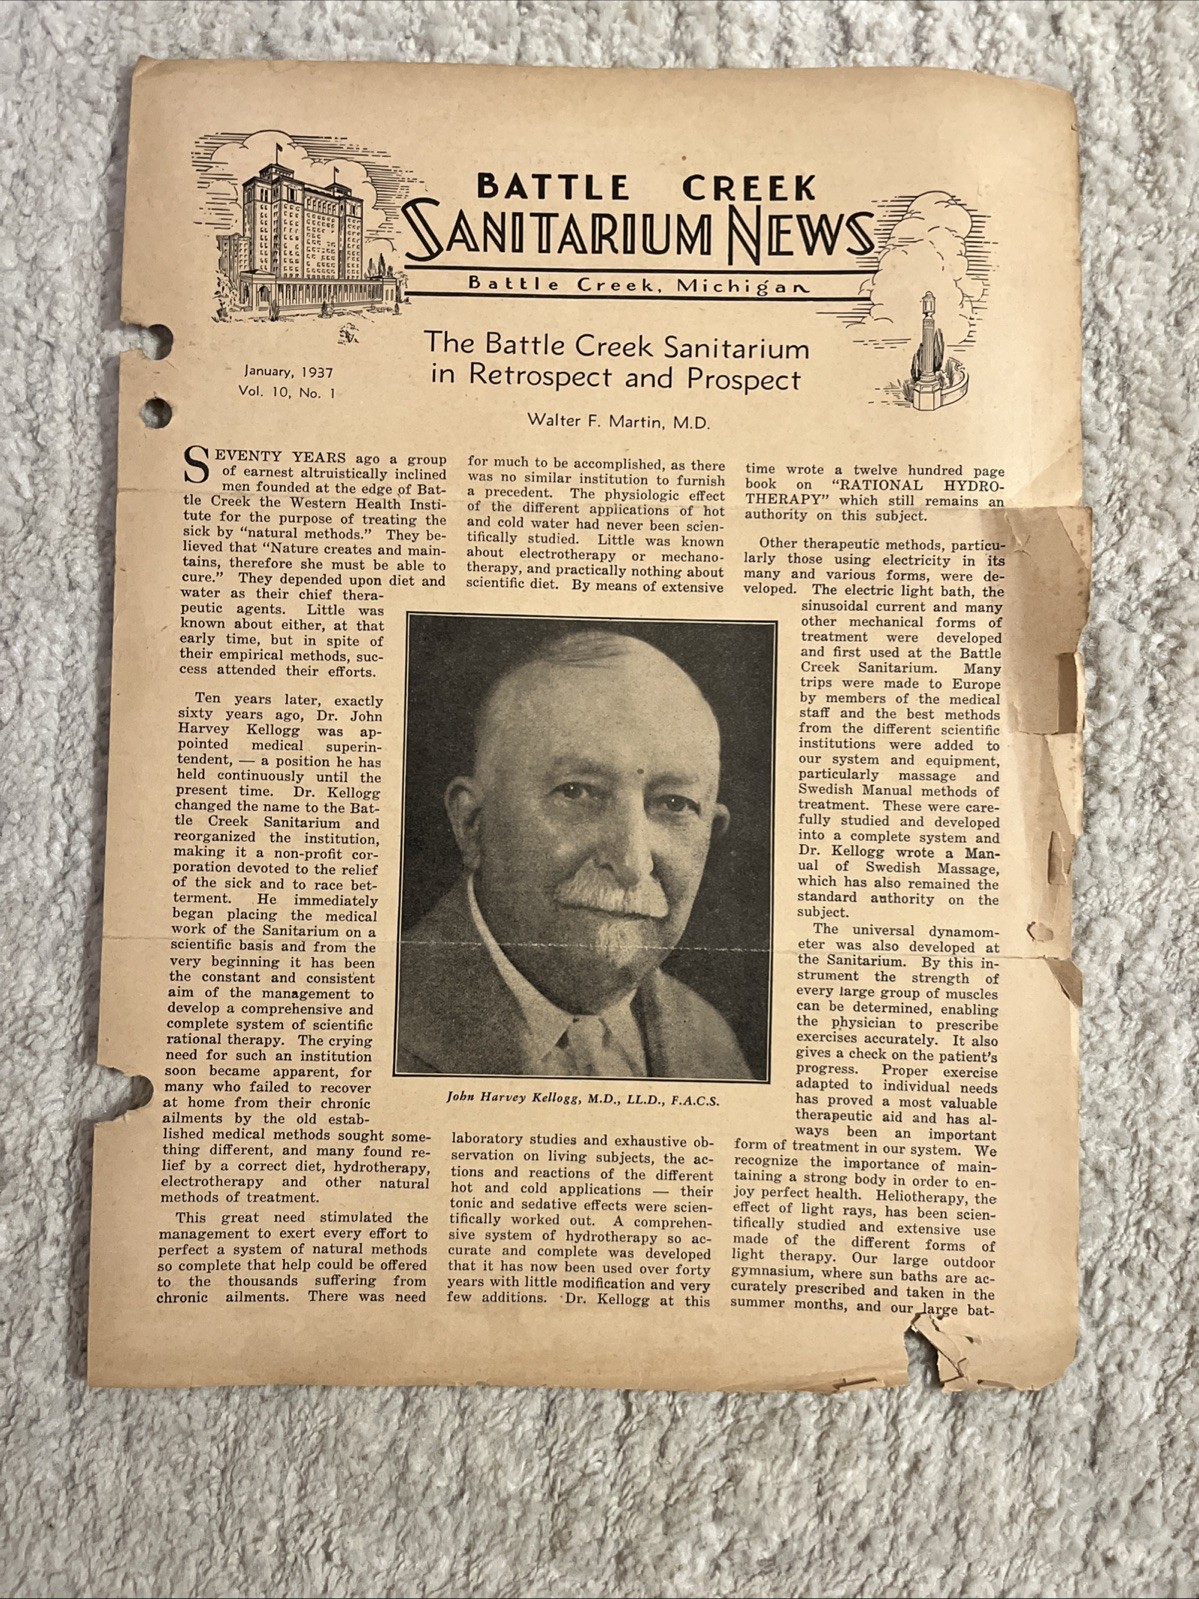 BATTLE CREEK
SANITARIUM NEWS
Battle Creek, Michigan
The Battle Creek Sanitarium
in Retrospect and Prospect
January, 1937
Vol. 10, No. 1
Walter F. Martin, M.D.
SEVENTY YEARS ago a group
of earnest altruistically inclined
men founded at the edge of Bat-
tle Creek the Western Health Insti-
tute for the purpose of treating the
sick by "natural methods." They be-
lieved that "Nature creates and main-
tains, therefore she must be able to
cure." They depended upon diet and
water as their chief thera-
peutic agents. Little was
known about either, at that
early time, but in spite of
their empirical methods, suc-
cess attended their efforts.
Ten years later, exactly
sixty years ago, Dr. John
Harvey Kellogg was ap-
pointed medical superin-
tendent, — a position he has
held continuously until the
present time. Dr. Kellogg
changed the name to the Bat-
tle Creek Sanitarium and
reorganized the institution,
making it a non-profit cor-
poration devoted to the relief
of the sick and to race bet-
terment. He immediately
began placing the medical
work of the Sanitarium on a
scientific basis and from the
very beginning it has been
the constant and consistent
aim of the management to
develop a comprehensive and
complete system of scientific
rational therapy. The crying
need for such an institution
soon became apparent, for
many who failed to recover
at home from their chronic
ailments by the old estab-
lished medical methods sought some-
thing different, and many found re-
lief by a correct diet, hydrotherapy,
electrotherapy and other natural
methods of treatment.
This great need stimulated the
management to exert every effort to
perfect a system of natural methods
so complete that help could be offered
to the thousands suffering from
chronic ailments. There was need
for much to be accomplished, as there
was no similar institution to furnish
a precedent. The physiologic effect
of the different applications of hot
and cold water had never been scien-
tifically studied. Little was known
about electrotherapy or mechano-
therapy, and practically nothing about
scientific diet. By means of extensive
John Harvey Kellogg, M.D., LL.D., F.A.C.S.
laboratory studies and exhaustive ob-
servation on living subjects, the ac-
tions and reactions of the different
hot and cold applications — their
tonic and sedative effects were scien-
tifically worked out. A comprehen-
sive system of hydrotherapy so ac-
curate and complete was developed
that it has now been used over forty
years with little modification and very
few additions. Dr. Kellogg at this
time wrote a twelve hundred page
book on "RATIONAL HYDRO-
THERAPY" which still remains an
authority on this subject.
Other therapeutic methods, particu-
larly those using electricity in its
many and various forms, were de-
veloped. The electric light bath, the
sinusoidal current and many
other mechanical forms of
treatment were developed
and first used at the Battle
Creek Sanitarium. Many
trips were made to Europe
by members of the medical
staff and the best methods
from the different scientific
institutions were added to
our system and equipment,
particularly massage and
Swedish Manual methods of
treatment. These were care-
fully studied and developed
into a complete system and
Dr. Kellogg wrote a Man-
ual of Swedish Massage,
which has also remained the
standard authority on the
subject.
The universal dynamom-
eter was also developed at
the Sanitarium. By this in-
strument the strength of
every large group of muscles
can be determined, enabling
the physician to prescribe
exercises accurately. It also
gives a check on the patient's
progress. Proper exercise
adapted to individual needs
has proved a most valuable
therapeutic aid and has al-
ways been an important
form of treatment in our system. We
recognize the importance of main-
taining a strong body in order to en-
joy perfect health. Heliotherapy, the
effect of light rays, has been scien-
tifically studied and extensive use
made of the different forms of
light therapy. Our large outdoor
gymnasium, where sun baths are ac-
curately prescribed and taken in the
summer months, and our large bat-